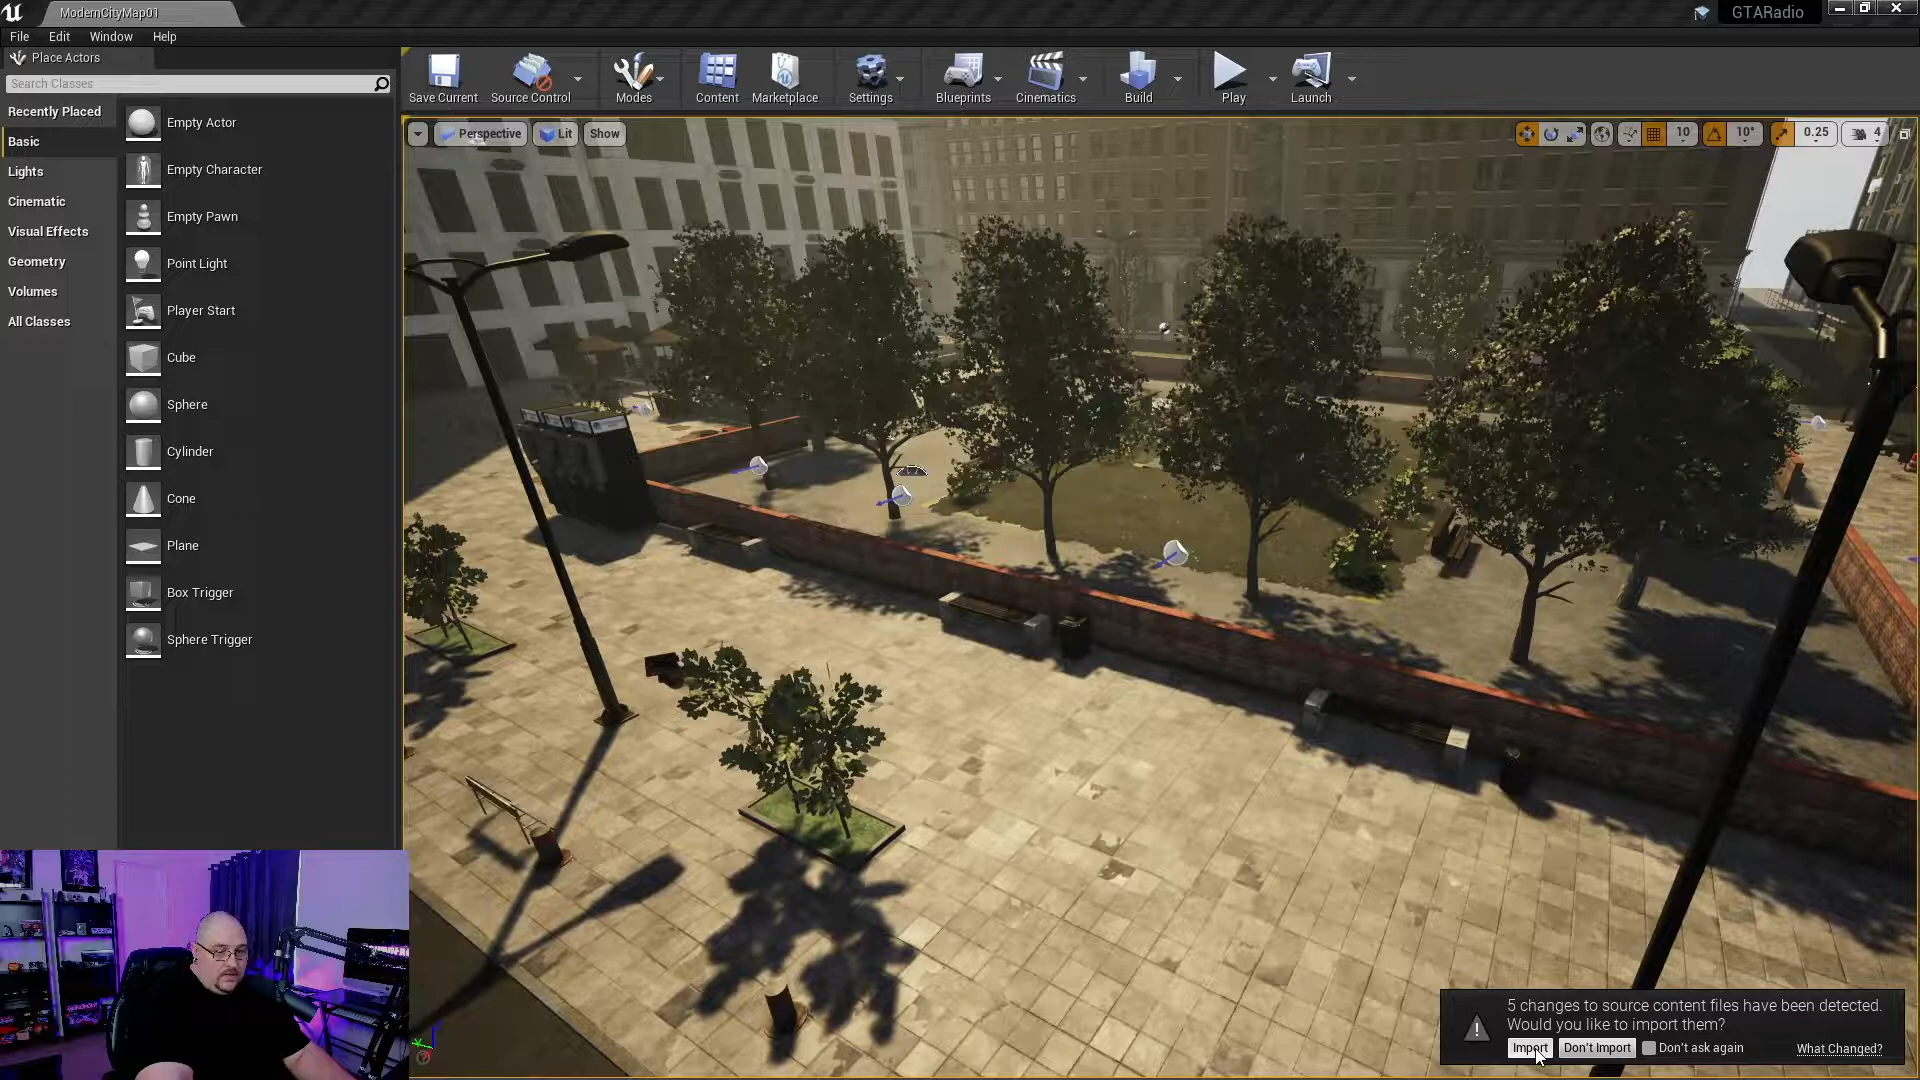 ModernCityMap01
GTARadio
File Edit Window Help
Place Actors
Search Classes
Recently Placed
Basic
Lights
Cinematic
Visual Effects
Geometry
Volumes
All Classes
Empty Actor
Empty Character
Empty Pawn
Point Light
Player Start
Cube
Sphere
Cylinder
Cone
Plane
Box Trigger
Sphere Trigger
Save Current Source Control Modes Content Marketplace Settings Blueprints Cinematics Build Play Launch
Perspective Lit Show
10 10° 0.25 4
5 changes to source content files have been detected.
Would you like to import them?
Import Don't Import Don't ask again What Changed?